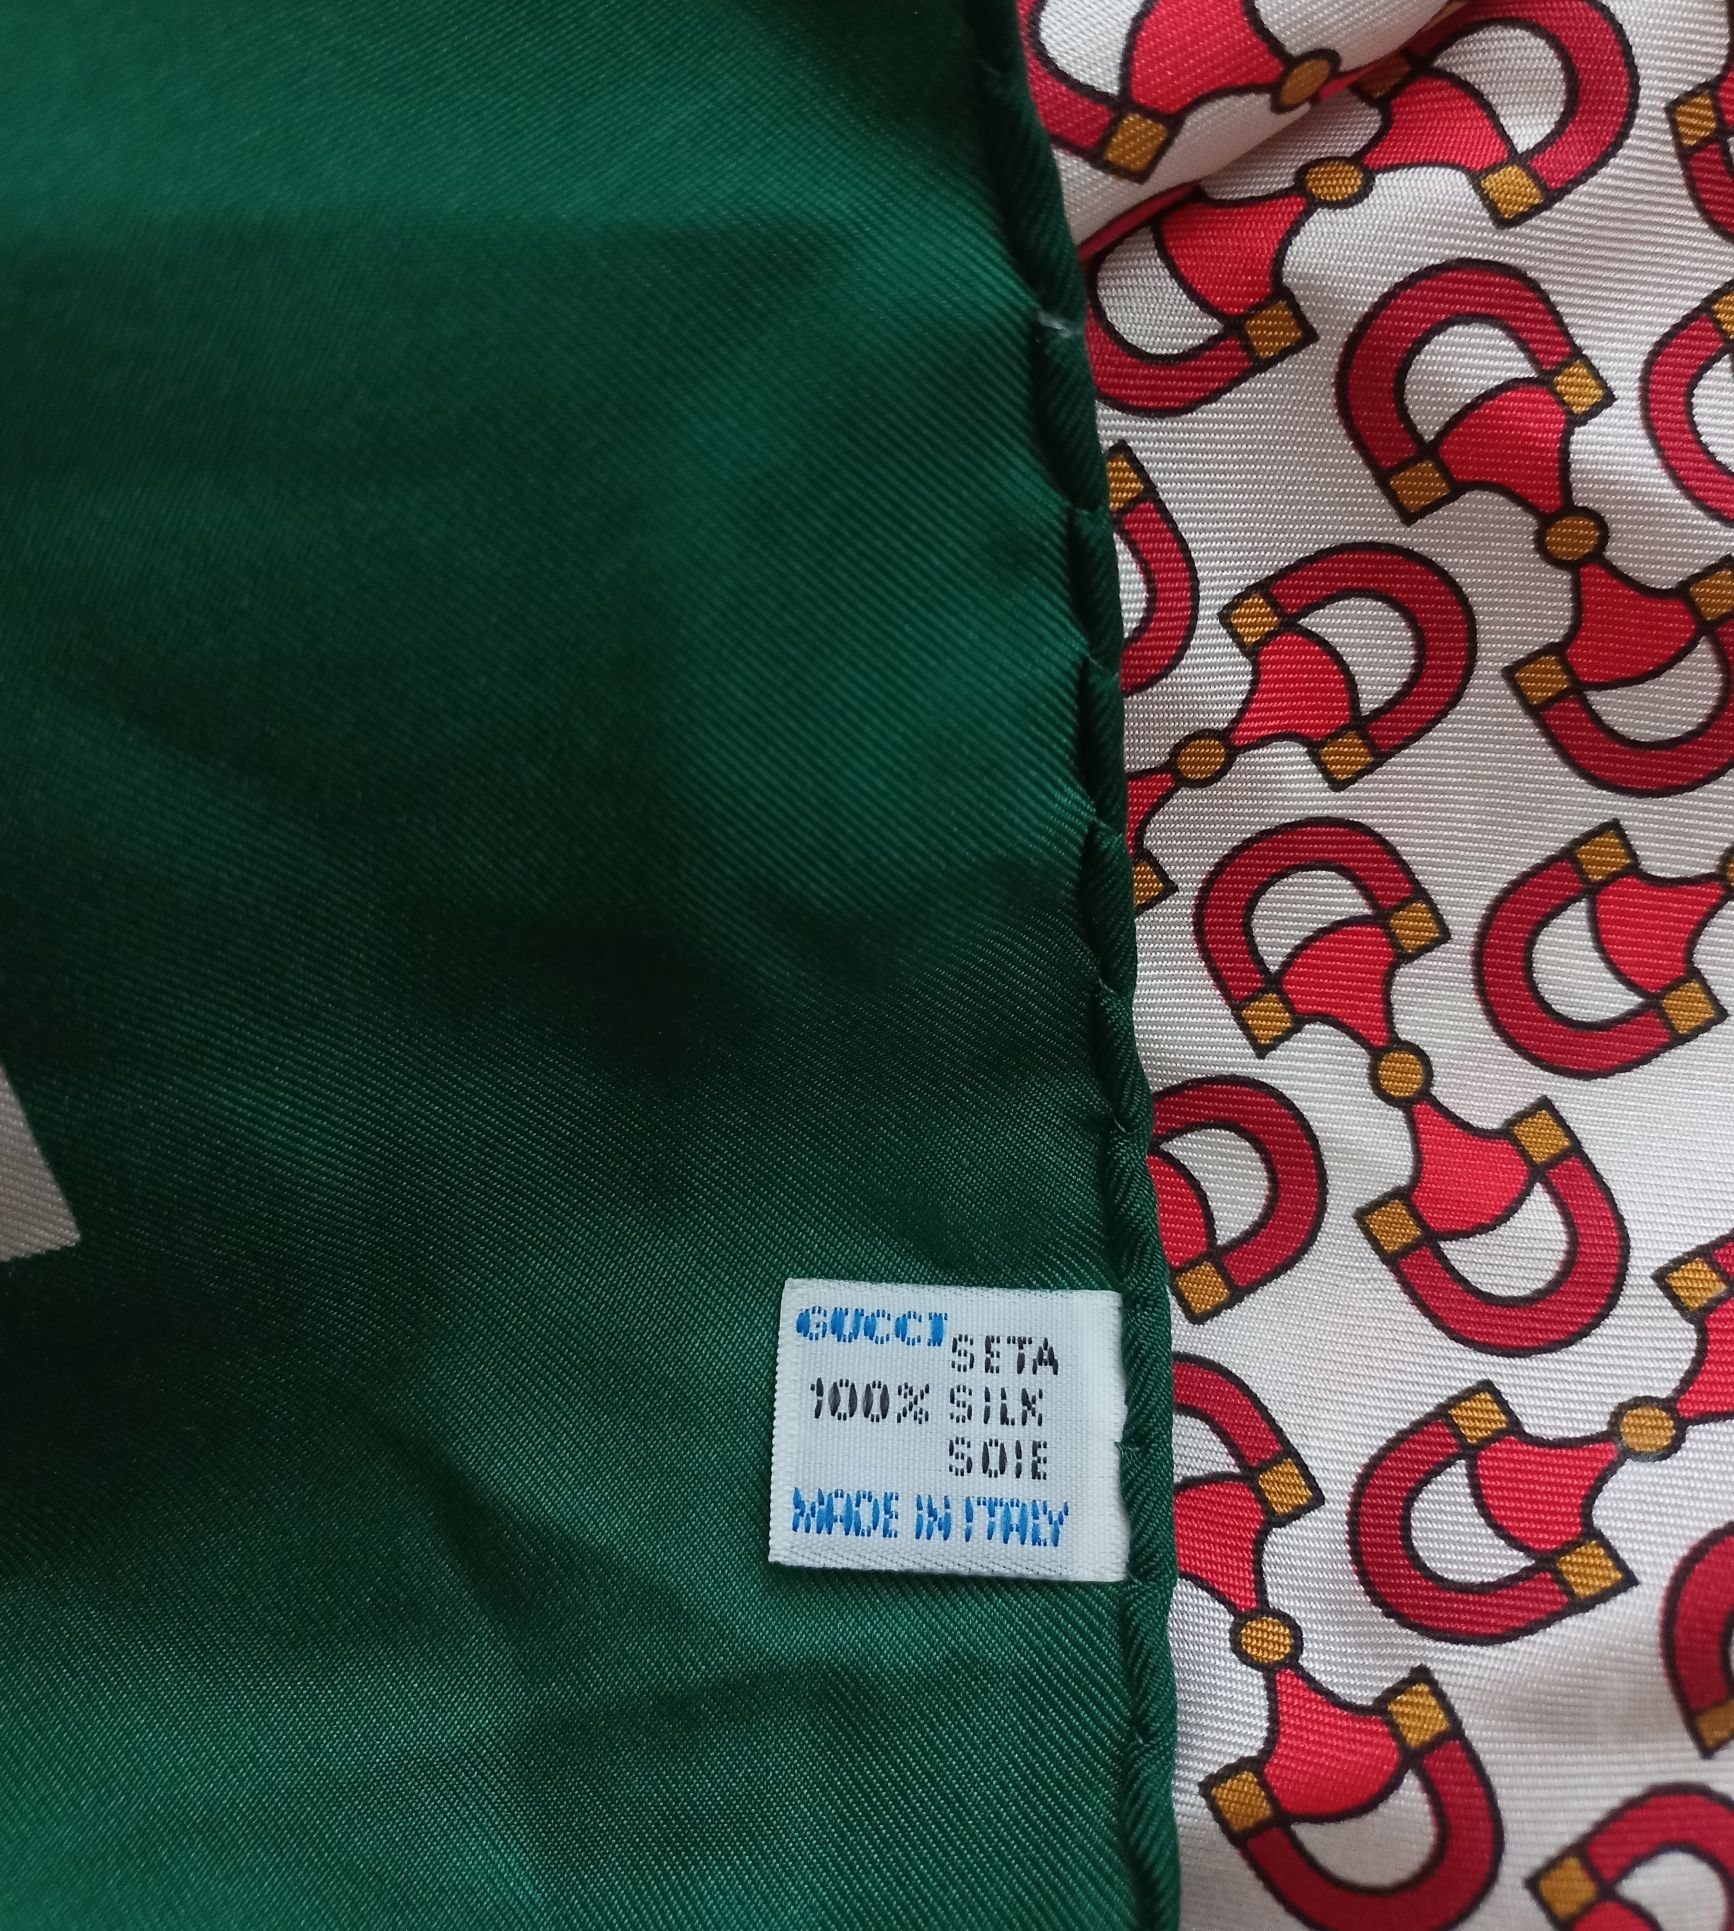 GUCCI
SETA
100% SILK
SOIE
MADE IN ITALY